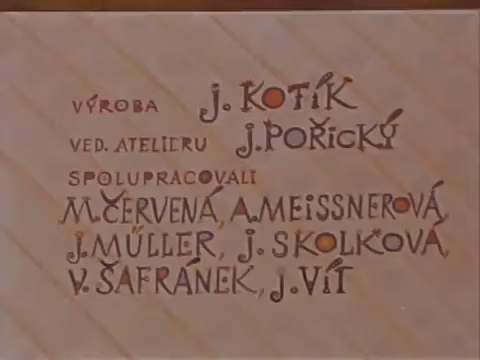 VÝROBA J. KOTÍK
VED. ATELIERU J. POŘICKÝ
SPOLUPRACOVALI
M. ČERVENÁ, A. MEISSNEROVÁ,
J. MÜLLER, J. SKOLKOVÁ,
V. ŠAFRÁNEK, J. VÍT